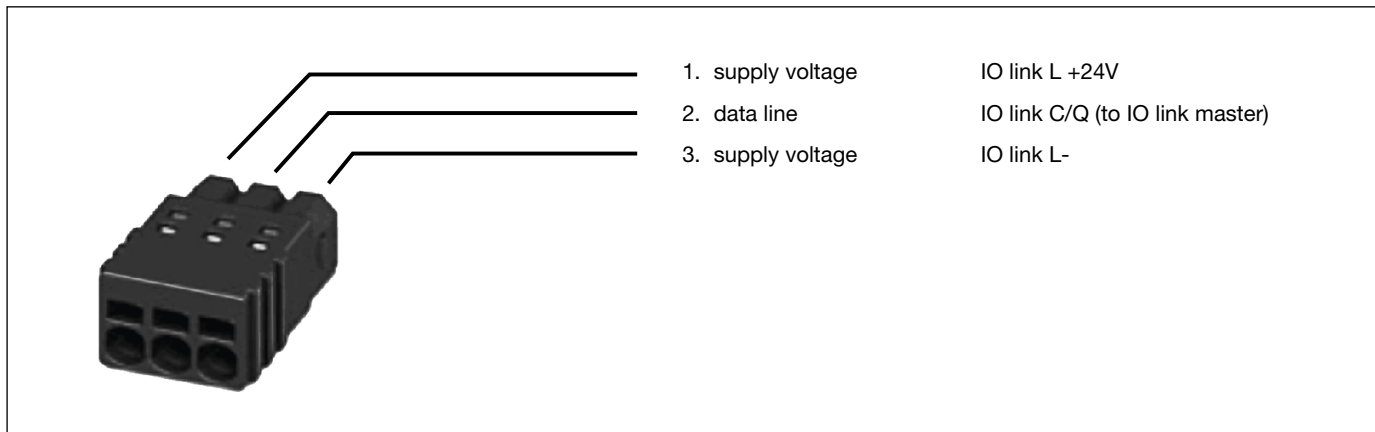 1. supply voltage IO link L +24V
2. data line IO link C/Q (to IO link master)
3. supply voltage IO link L-